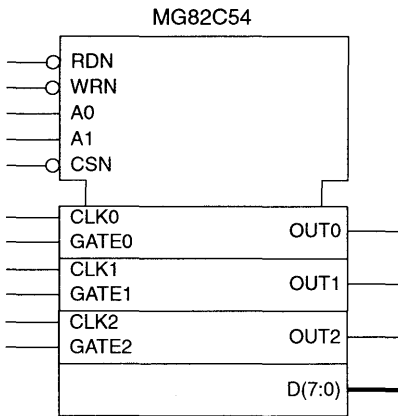 MG82C54
RDN
WRN
A0
A1
CSN
CLK0
GATE0
OUT0
CLK1
GATE1
OUT1
CLK2
GATE2
OUT2
D(7:0)